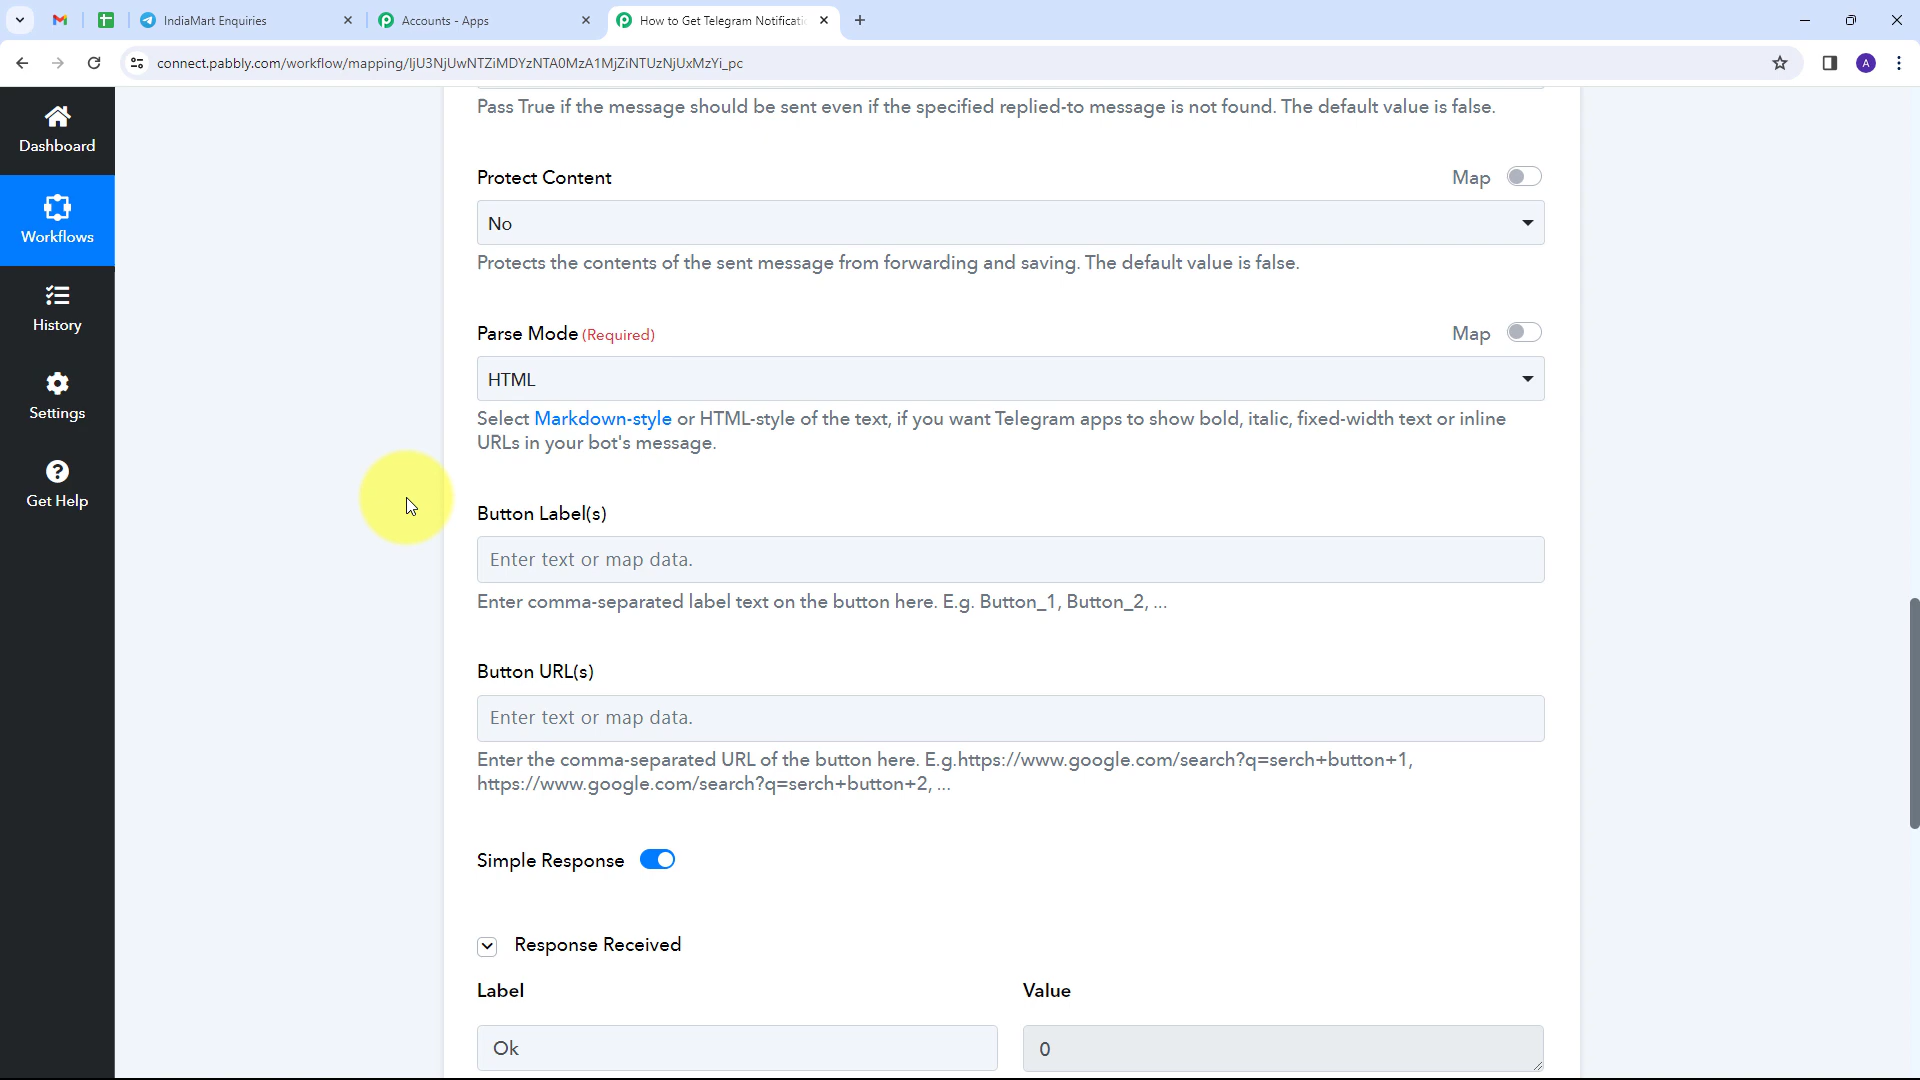 IndiaMart Enquiries
Accounts - Apps
How to Get Telegram Notificatio
connect.pabbly.com/workflow/mapping/IjU3NjUwNTZiMDYzNTA0MzA1MjZiNTUzNjUxMzYi_pc
A
Dashboard
Workflows
History
Settings
Get Help
Pass True if the message should be sent even if the specified replied-to message is not found. The default value is false.
Protect Content
Map
No
Protects the contents of the sent message from forwarding and saving. The default value is false.
Parse Mode (Required)
Map
HTML
Select Markdown-style or HTML-style of the text, if you want Telegram apps to show bold, italic, fixed-width text or inline
URLs in your bot's message.
Button Label(s)
Enter text or map data.
Enter comma-separated label text on the button here. E.g. Button_1, Button_2, ...
Button URL(s)
Enter text or map data.
Enter the comma-separated URL of the button here. E.g.https://www.google.com/search?q=serch+button+1,
https://www.google.com/search?q=serch+button+2, ...
Simple Response
Response Received
Label
Value
Ok
0